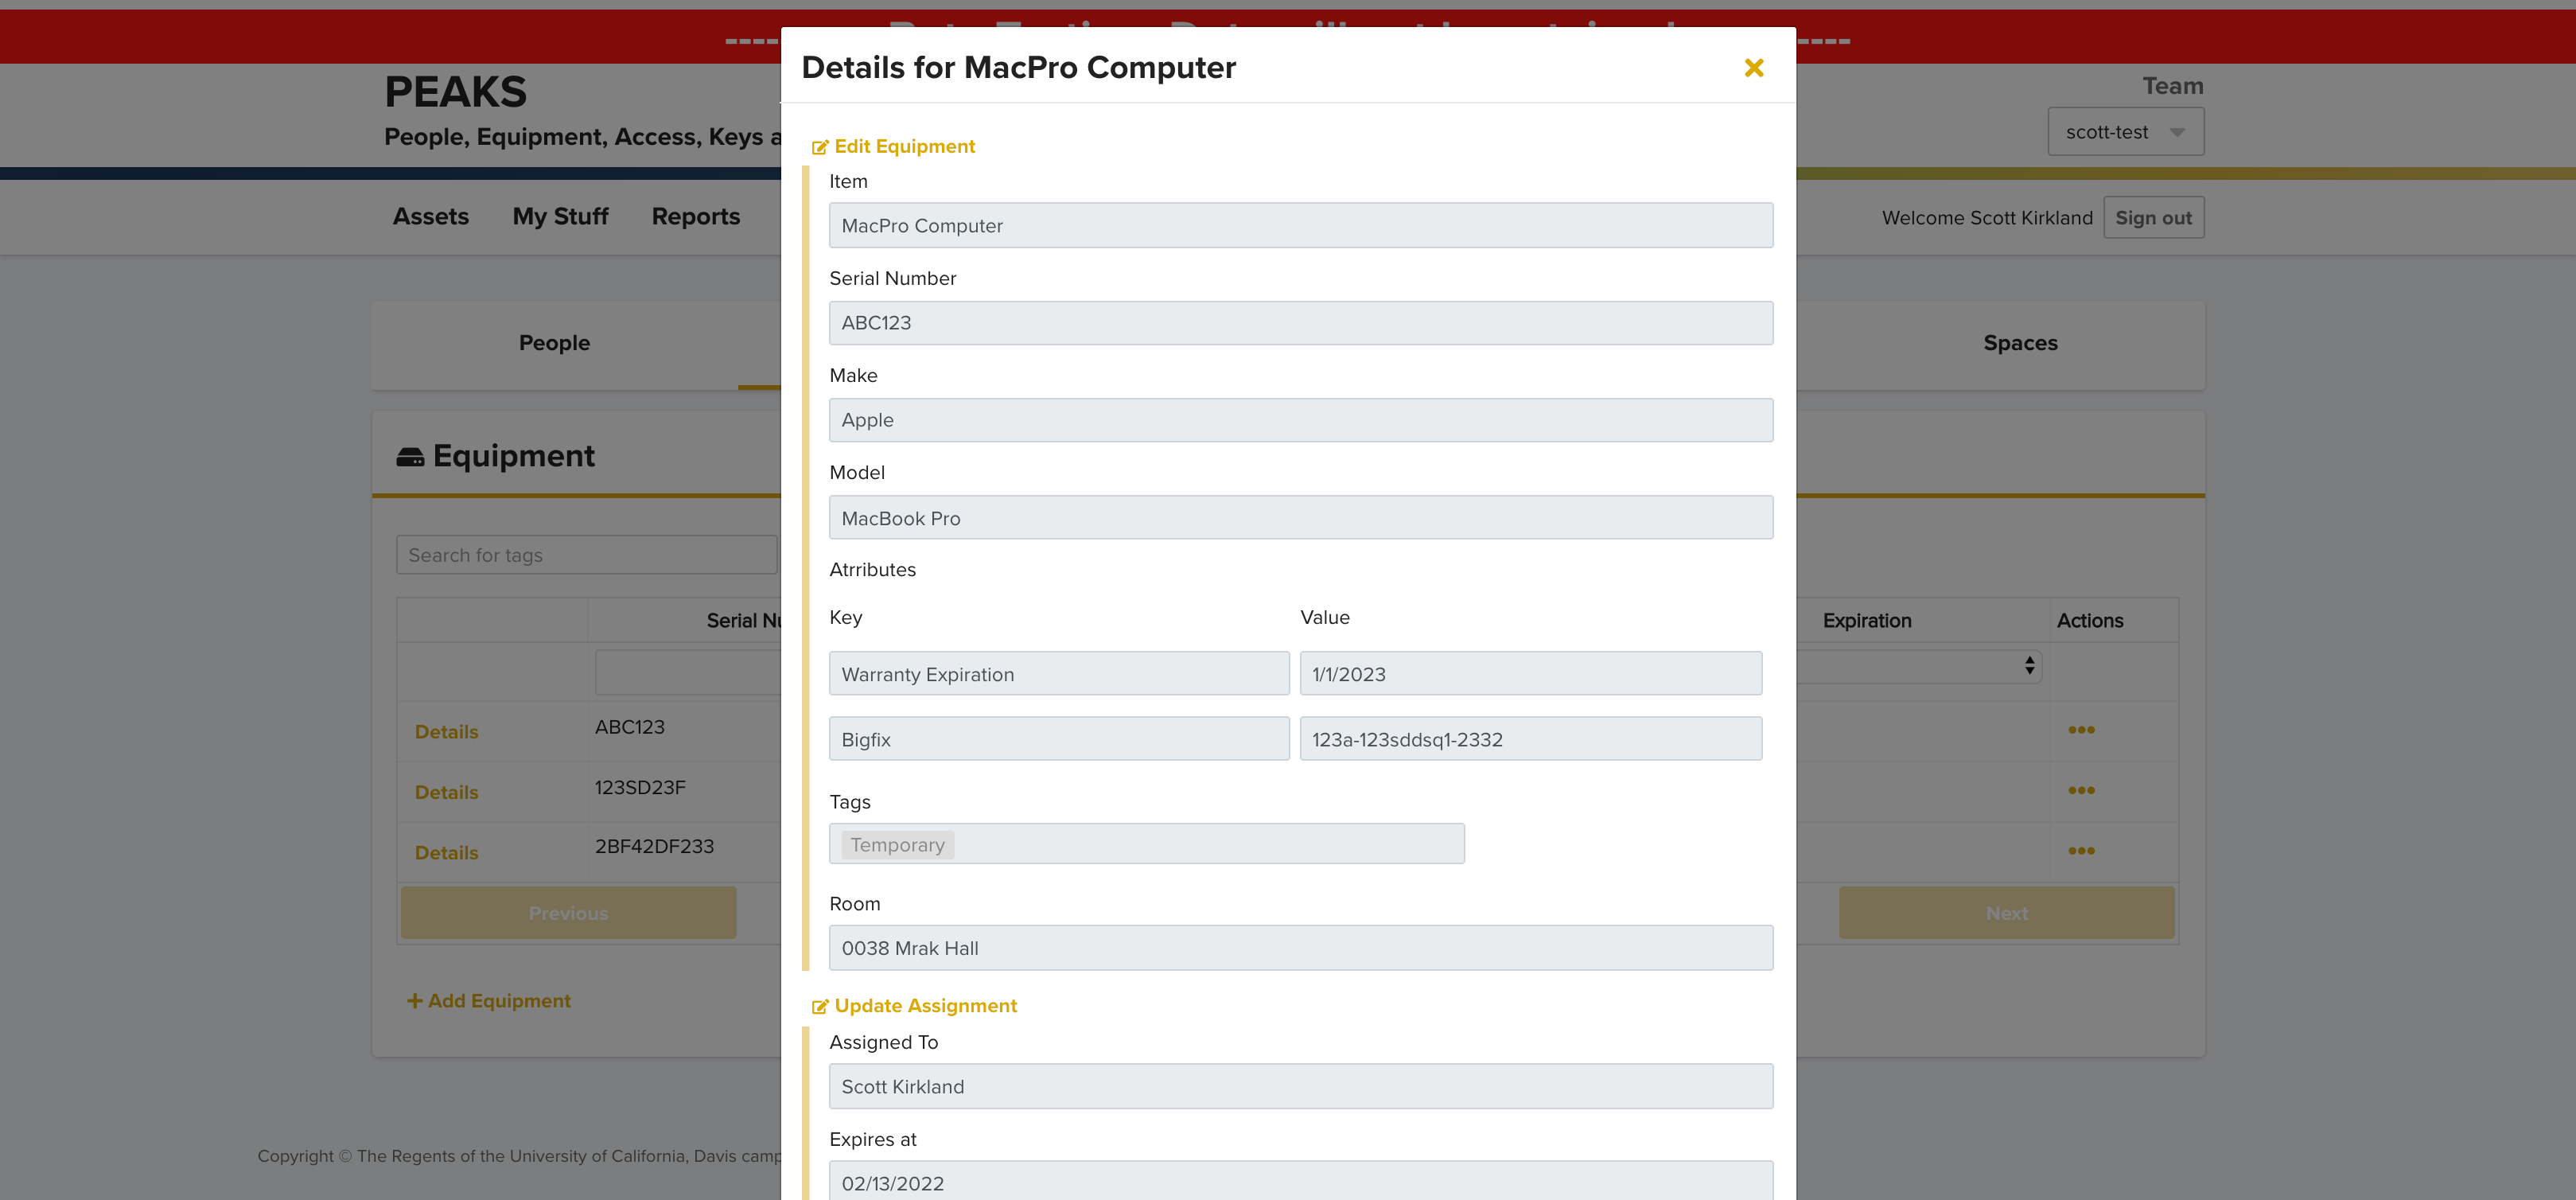 Details for MacPro Computer
PEAKS
People, Equipment, Access, Keys
Team
scott-test
Assets My Stuff Reports
Welcome Scott Kirkland Sign out
People
Spaces
Equipment
Search for tags
Serial
Expiration Actions
Details ABC123
Details 123SD23F
Details 2BF42DF233
Previous
Next
+ Add Equipment
Copyright © The Regents of the University of California, Davis
Edit Equipment
Item
MacPro Computer
Serial Number
ABC123
Make
Apple
Model
MacBook Pro
Atrributes
Key Value
Warranty Expiration 1/1/2023
Bigfix 123a-123sddsq1-2332
Tags
Temporary
Room
0038 Mrak Hall
Update Assignment
Assigned To
Scott Kirkland
Expires at
02/13/2022